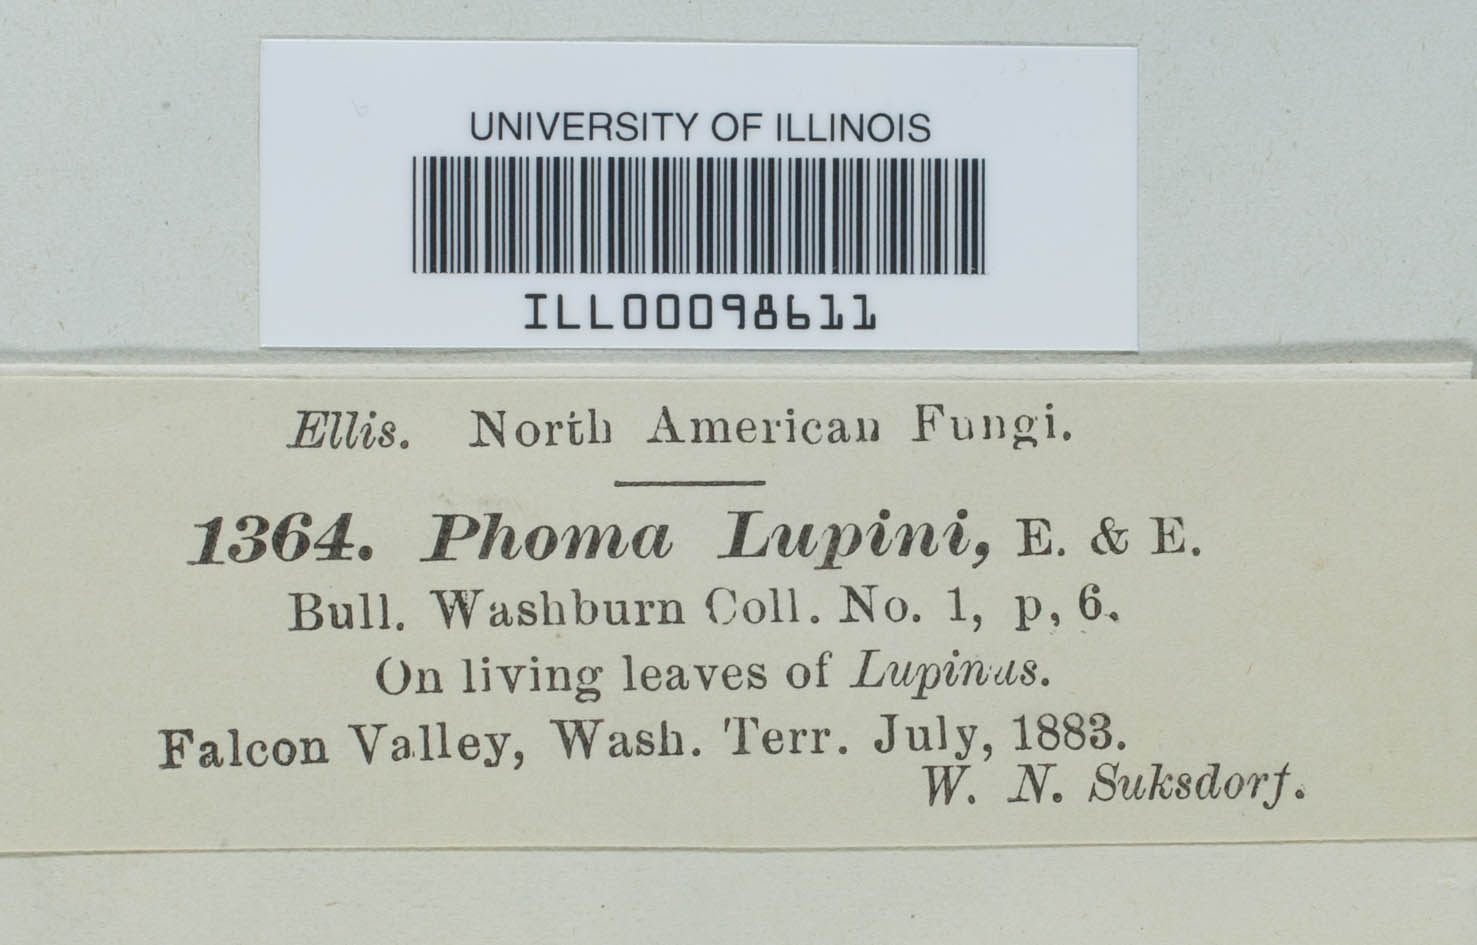 UNIVERSITY OF ILLINOIS
ILL00098611
Ellis. North American Fungi.
1364. Phoma Lupini, E. & E.
Bull. Washburn Coll. No. 1, p, 6.
On living leaves of Lupinus.
Falcon Valley, Wash. Terr. July, 1883.
W. N. Suksdorf.